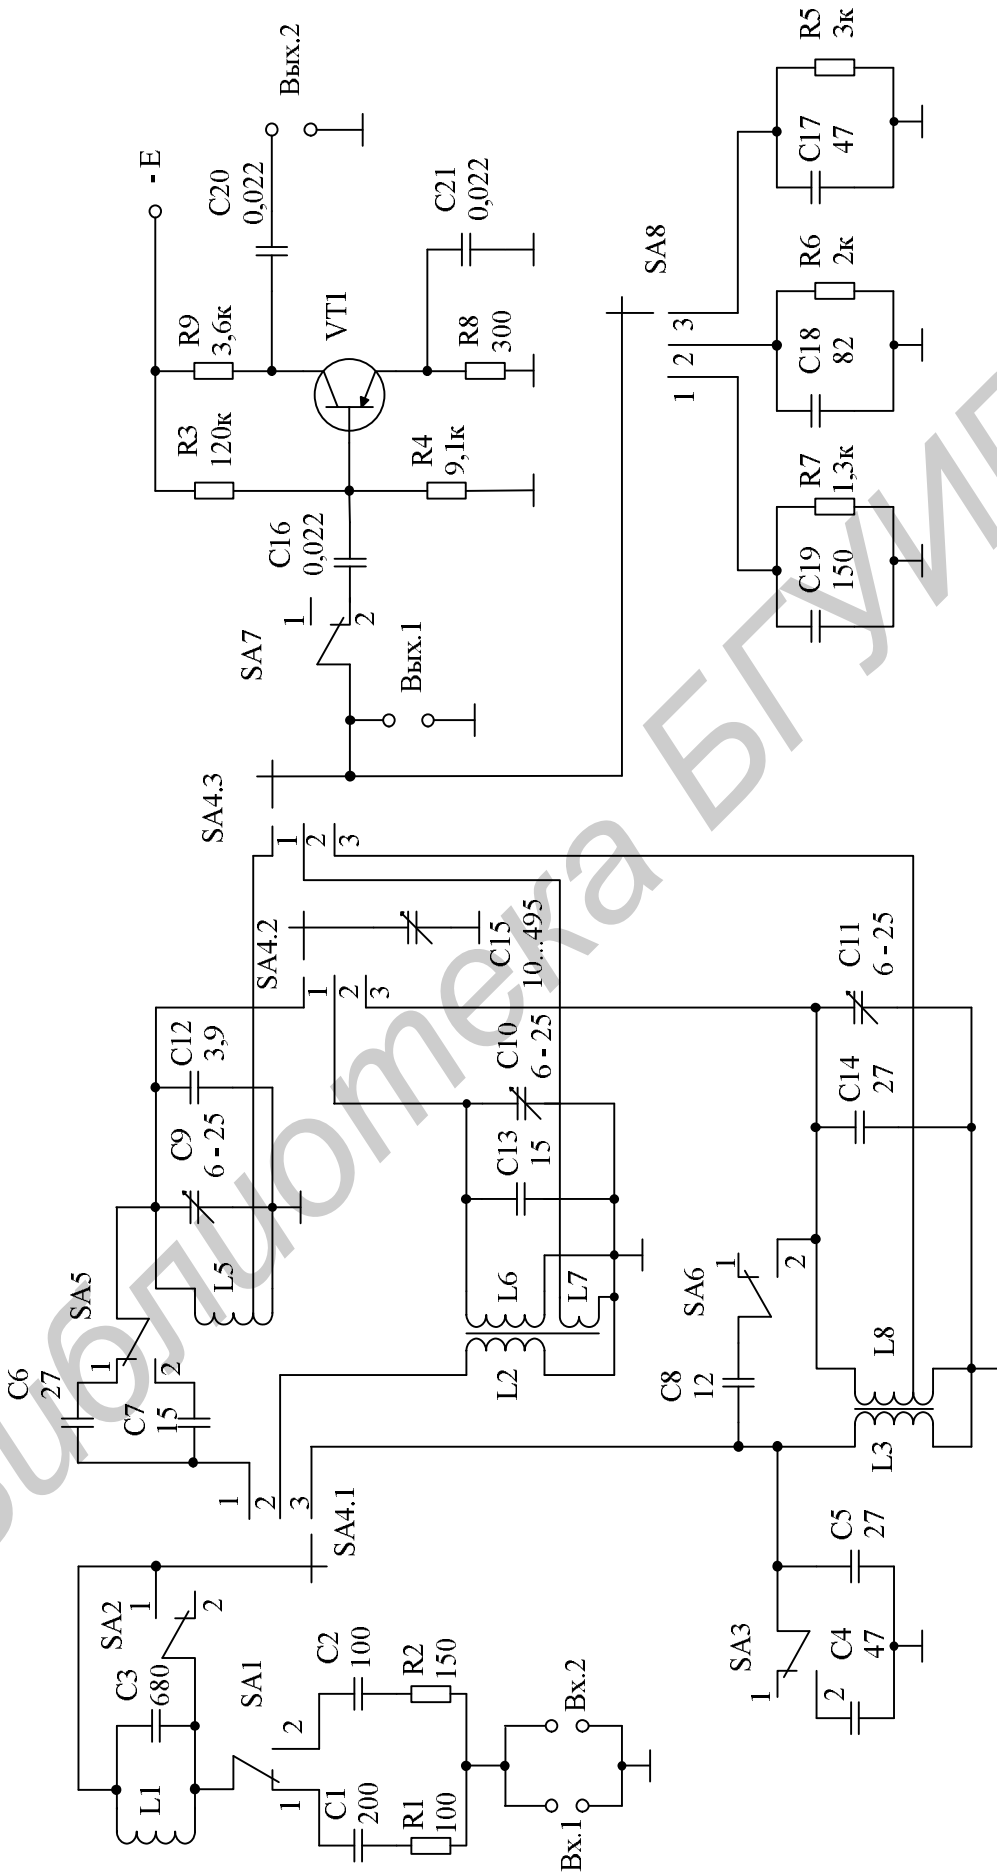 R5
3к
Вых.2
C17
47
- E
C20
0,022
C21
0,022
SA8
R6
2к
R9
3,6к
VT1
R8
300
3
2
1
C18
82
R3
120к
R4
9,1к
R7
1,3к
C16
0,022
C19
150
SA7
1
2
Вых.1
SA4.3
1
2
3
SA4.2
1
2
3
C15
10...495
C11
6 - 25
C12
3,9
C10
6 - 25
C14
27
C9
6 - 25
C13
15
SA5
1
2
L5
L6
L7
SA6
1
2
C6
27
C7
15
L2
C8
12
L8
L3
1
2
3
SA4.1
SA2
1
2
C3
680
SA1
1
2
L1
C2
100
R2
150
C1
200
R1
100
Вх.2
Вх.1
SA3
1
2
C4
47
C5
27
библиотека БГУИР